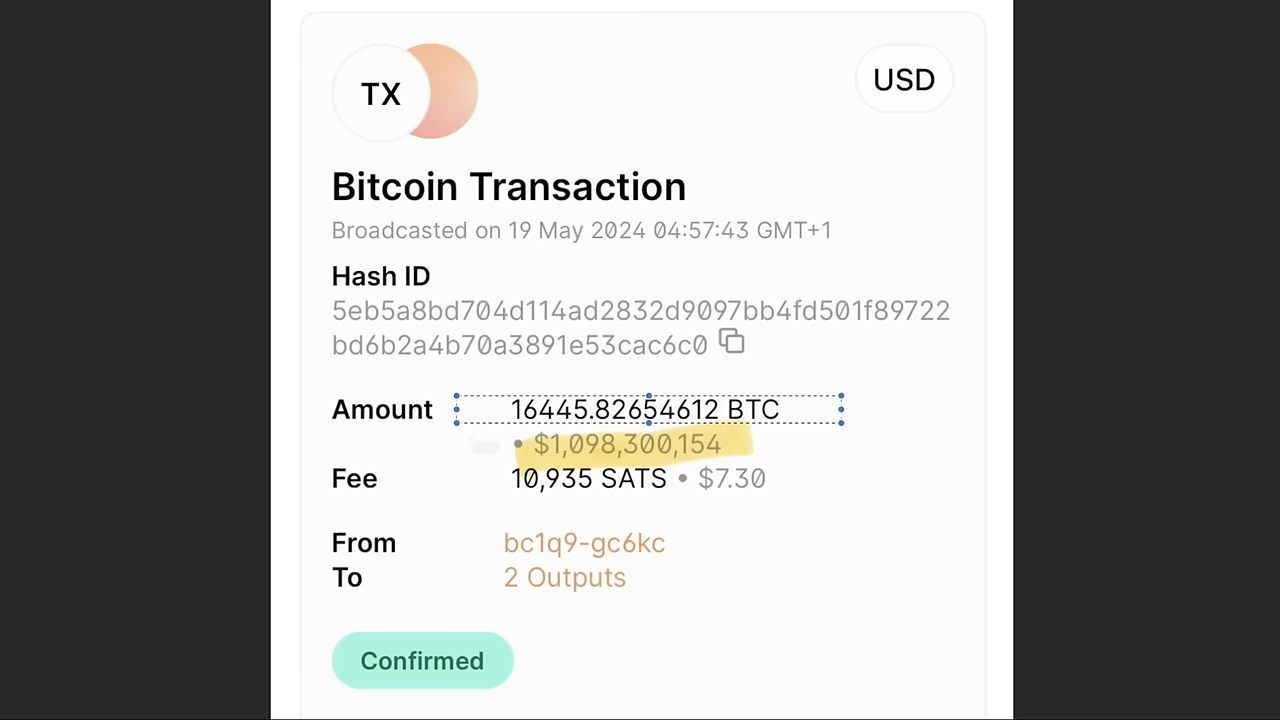 TX
USD
Bitcoin Transaction
Broadcasted on 19 May 2024 04:57:43 GMT+1
Hash ID
5eb5a8bd704d114ad2832d9097bb4fd501f89722
bd6b2a4b70a3891e53cac6c0
Amount 16445.82654612 BTC
• $1,098,300,154
Fee 10,935 SATS • $7.30
From bc1q9-gc6kc
To 2 Outputs
Confirmed